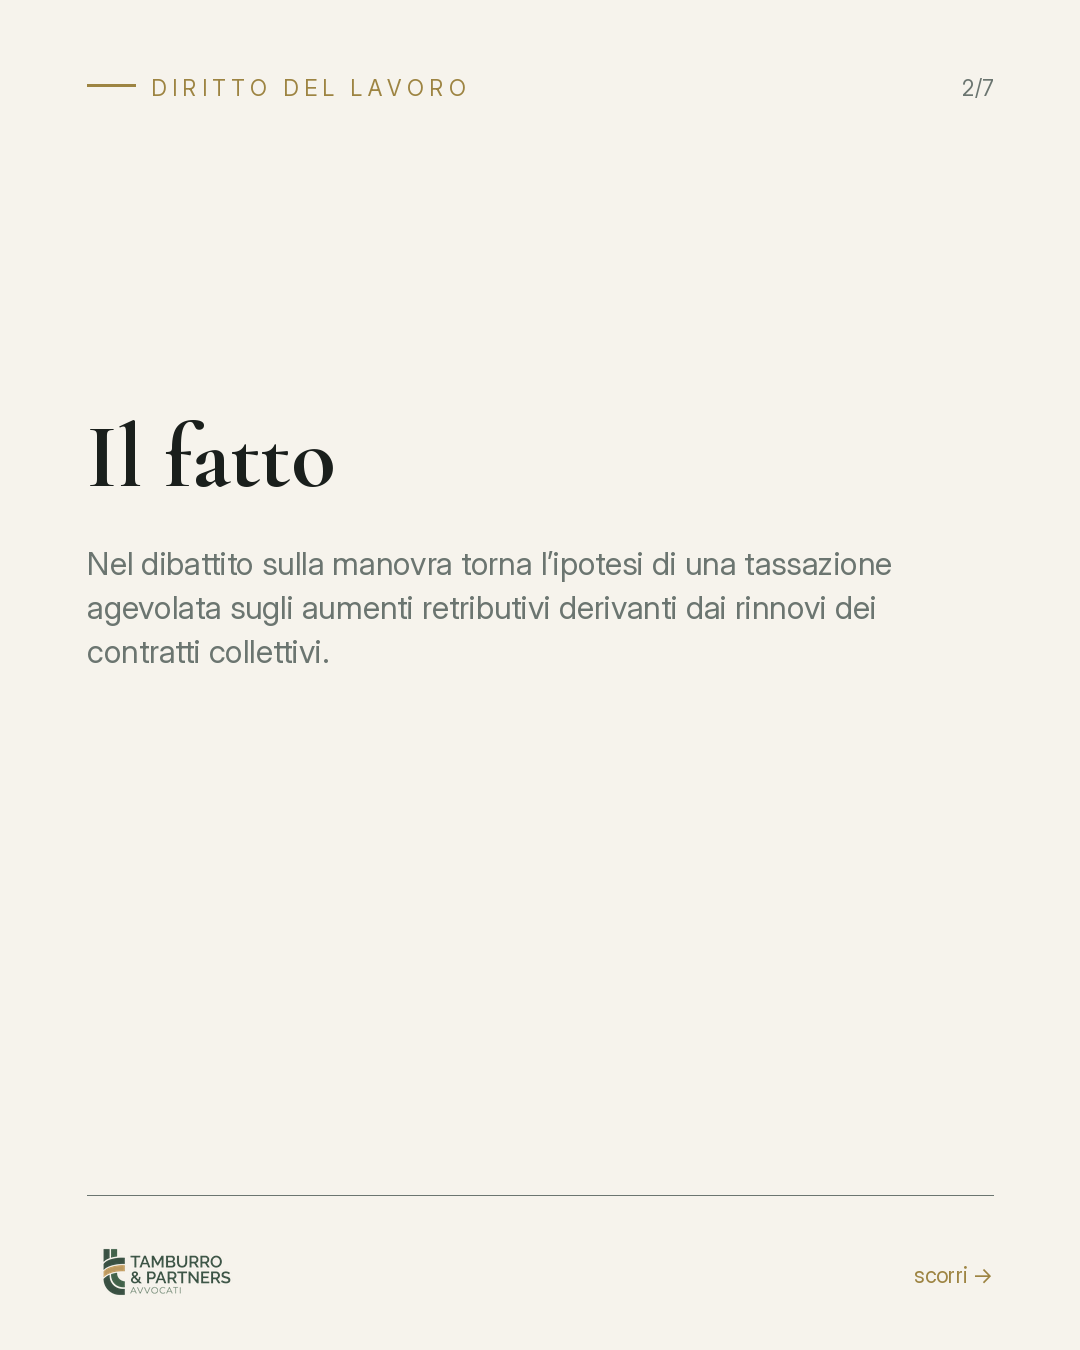 DIRITTO DEL LAVORO
2/7
Il fatto
Nel dibattito sulla manovra torna l’ipotesi di una tassazione
agevolata sugli aumenti retributivi derivanti dai rinnovi dei
contratti collettivi.
TAMBURRO
& PARTNERS
AVVOCATI
scorri →